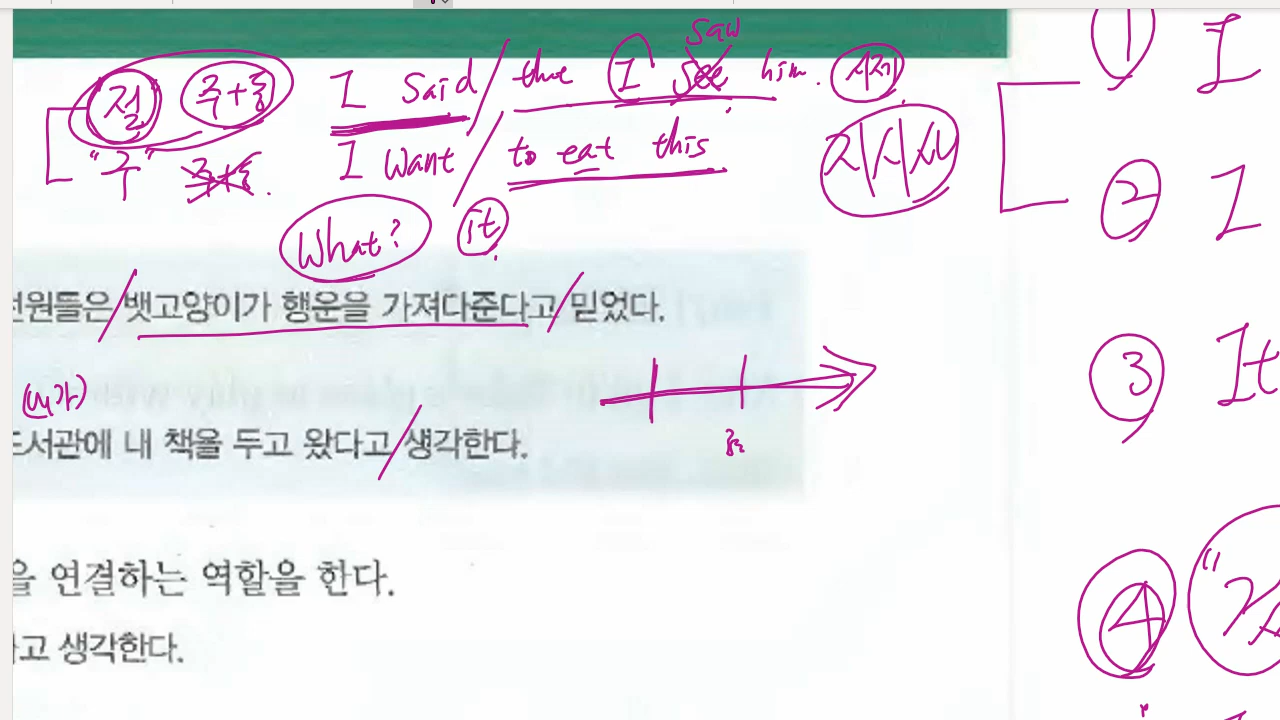 saw
절 주+동 I said / that I see him. 시제
"주" 주+동. I want / to eat this 지/시/사
What? it.
선원들은/뱃고양이가 행운을 가져다준다고/믿었다.
(내가)
도서관에 내 책을 두고 왔다고/생각한다.
을 연결하는 역할을 한다.
고 생각한다.
① I
② I
③ It
④ "가